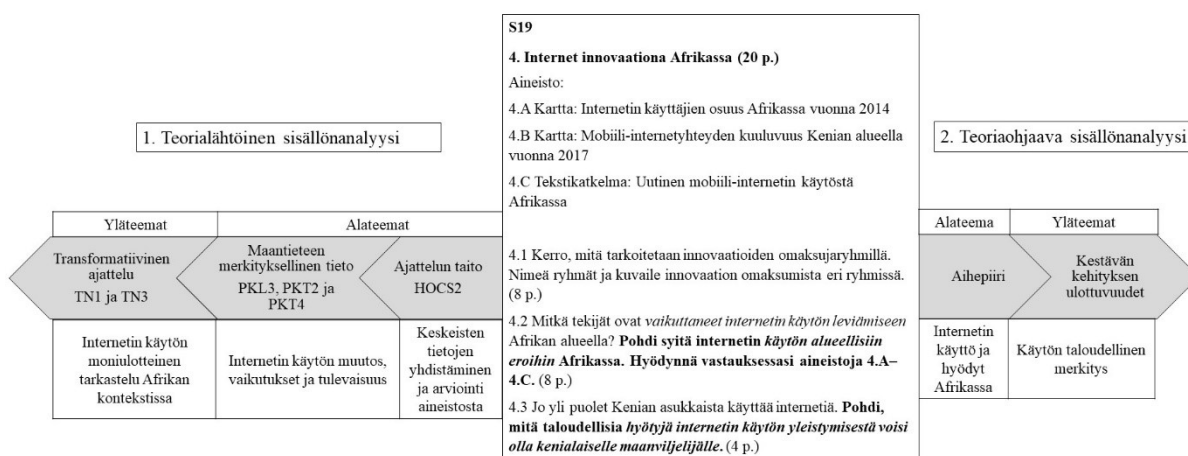 1. Teorialähtöinen sisällönanalyysi
Yläteemat
Alateemat
Transformatiivinen
ajattelu
TN1 ja TN3
Maantieteen
merkityksellinen tieto
PKL3, PKT2 ja
PKT4
Ajattelun taito
HOCS2
Internetin käytön
moniulotteinen
tarkastelu Afrikan
kontekstissa
Internetin käytön muutos,
vaikutukset ja tulevaisuus
Keskeisten
tietojen
yhdistäminen
ja arviointi
aineistosta
S19
4. Internet innovaationa Afrikassa (20 p.)
Aineisto:
4.A Kartta: Internetin käyttäjien osuus Afrikassa vuonna 2014
4.B Kartta: Mobiili-internetyhteyden kuuluvuus Kenian alueella
vuonna 2017
4.C Tekstikatkelma: Uutinen mobiili-internetin käytöstä
Afrikassa
4.1 Kerro, mitä tarkoitetaan innovaatioiden omaksujaryhmillä.
Nimeä ryhmät ja kuvaile innovaation omaksumista eri ryhmissä.
(8 p.)
4.2 Mitkä tekijät ovat vaikuttaneet internetin käytön leviämiseen
Afrikan alueella? Pohdi syitä internetin käytön alueellisiin
eroihin Afrikassa. Hyödynnä vastauksessasi aineistoja 4.A–
4.C. (8 p.)
4.3 Jo yli puolet Kenian asukkaista käyttää internetiä. Pohdi,
mitä taloudellisia hyötyjä internetin käytön yleistymisestä voisi
olla kenialaiselle maanviljelijälle. (4 p.)
2. Teoriaohjaava sisällönanalyysi
Alateema
Yläteemat
Aihepiiri
Kestävän
kehityksen
ulottuvuudet
Internetin
käyttö ja
hyödyt
Afrikassa
Käytön taloudellinen
merkitys